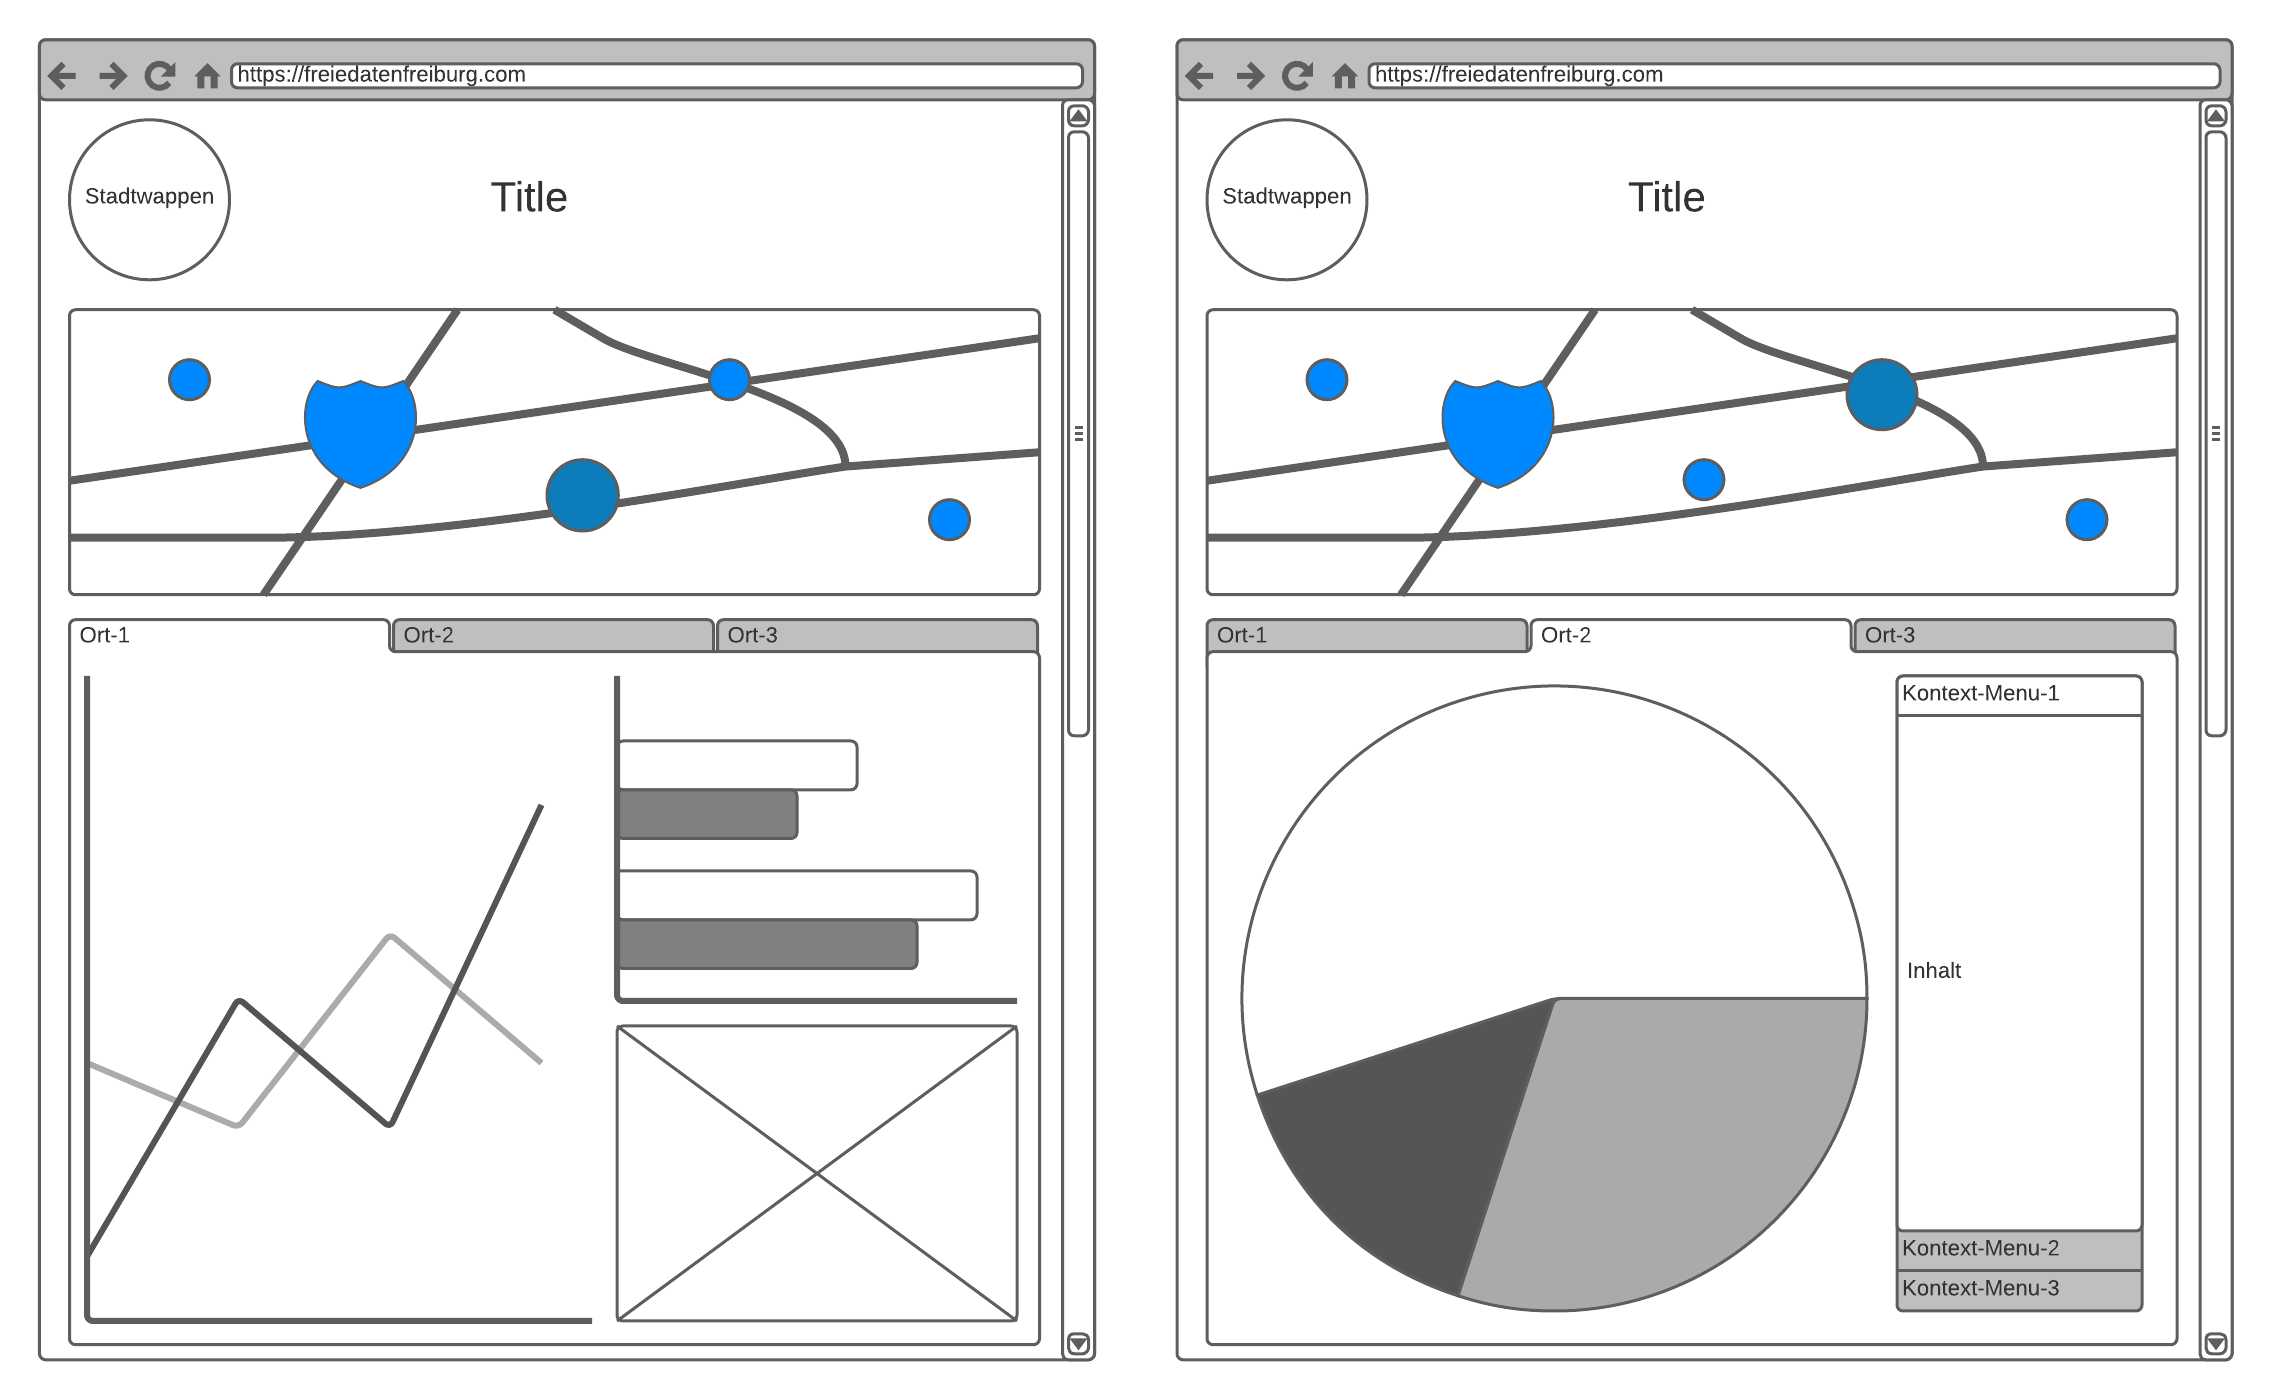 https://freiedatenfreiburg.com
Stadtwappen
Title
Ort-1
Ort-2
Ort-3
https://freiedatenfreiburg.com
Stadtwappen
Title
Ort-1
Ort-2
Ort-3
Kontext-Menu-1
Inhalt
Kontext-Menu-2
Kontext-Menu-3